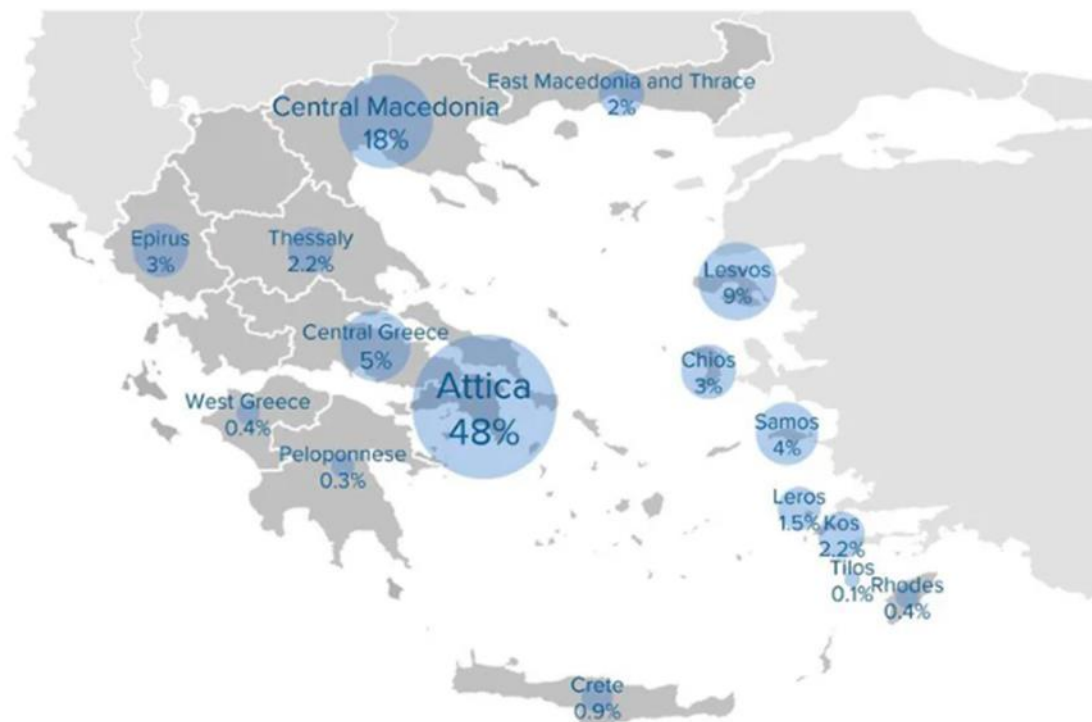 East Macedonia and Thrace
2%
Central Macedonia
18%
Epirus
3%
Thessaly
2.2%
Lesvos
9%
Central Greece
5%
Chios
3%
Attica
48%
West Greece
0.4%
Samos
4%
Peloponnese
0.3%
Leros
1.5%
Kos
2.2%
Tilos
0.1%
Rhodes
0.4%
Crete
0.9%